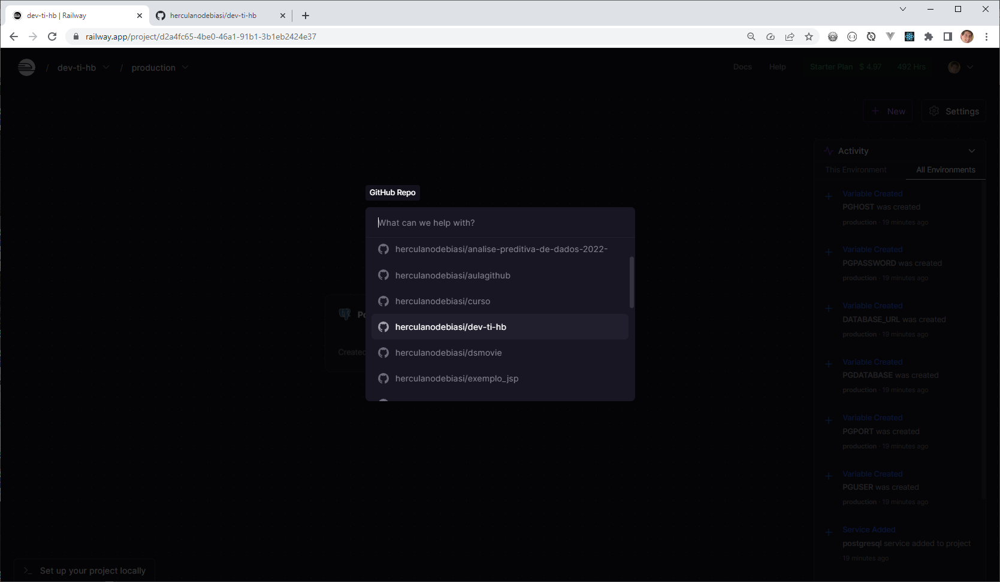 dev-ti-hb | Railway
herculanodebiasi/dev-ti-hb
railway.app/project/d2a4fc65-4be0-46a1-91b1-3b1eb2424e37
/ dev-ti-hb / production
Docs Help Starter Plan $ 4.97 492 Hrs
+ New Settings
GitHub Repo
What can we help with?
herculanodebiasi/analise-preditiva-de-dados-2022-
herculanodebiasi/aulagithub
herculanodebiasi/curso
herculanodebiasi/dev-ti-hb
herculanodebiasi/dsmovie
herculanodebiasi/exemplo_jsp
Po
Created
Activity
This Environment All Environments
Variable Created
PGHOST was created
production · 19 minutes ago
Variable Created
PGPASSWORD was created
production · 19 minutes ago
Variable Created
DATABASE_URL was created
production · 19 minutes ago
Variable Created
PGDATABASE was created
production · 19 minutes ago
Variable Created
PGPORT was created
production · 19 minutes ago
Variable Created
PGUSER was created
production · 19 minutes ago
Service Added
postgresql service added to project
19 minutes ago
Set up your project locally